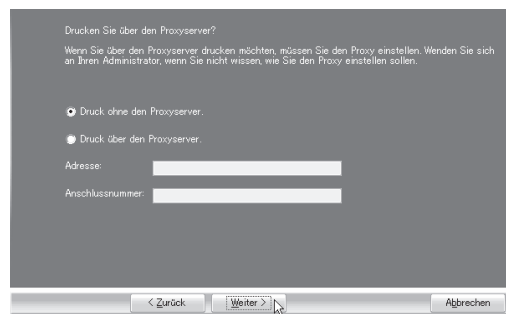 Drucken Sie über den Proxyserver?
Wenn Sie über den Proxyserver drucken möchten, müssen Sie den Proxy einstellen. Wenden Sie sich
an Ihren Administrator, wenn Sie nicht wissen, wie Sie den Proxy einstellen sollen.
Druck ohne den Proxyserver.
Druck über den Proxyserver.
Adresse:
Anschlussnummer:
< Zurück
Weiter >
Abbrechen